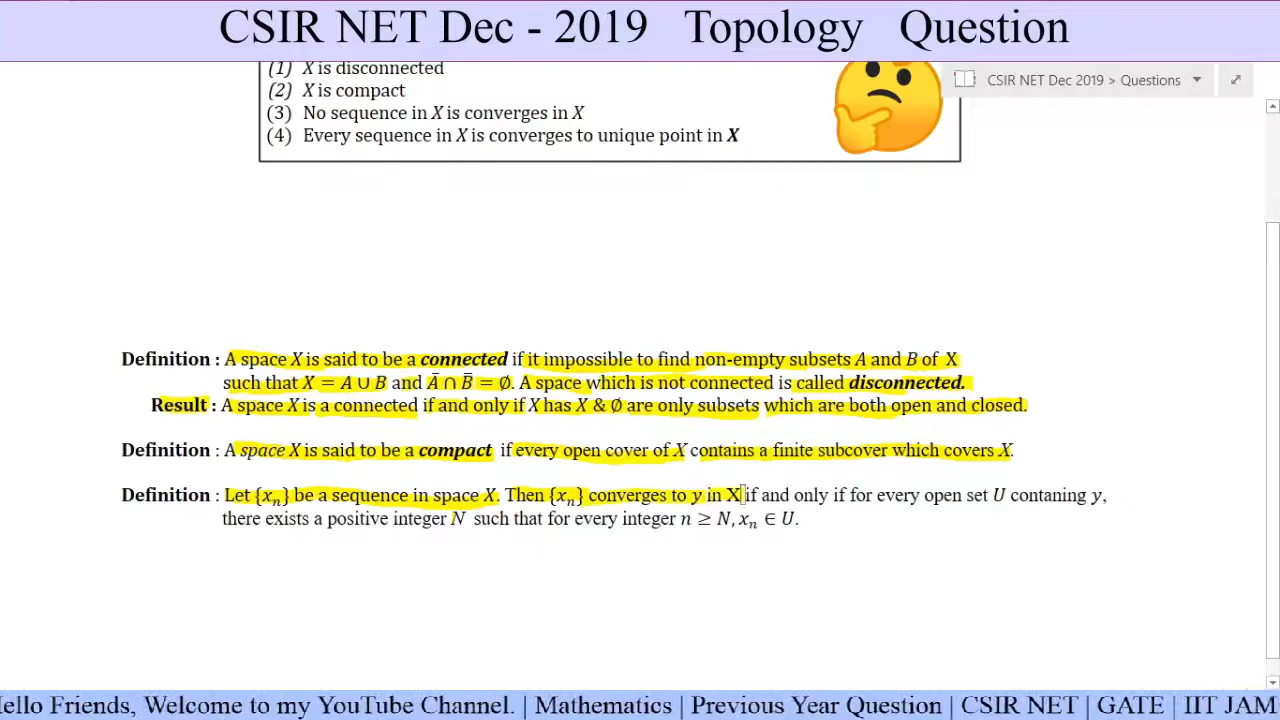 CSIR NET Dec - 2019 Topology Question
(1) X is disconnected
CSIR NET Dec 2019 > Questions
(2) X is compact
(3) No sequence in X is converges in X
(4) Every sequence in X is converges to unique point in X
Definition : A space X is said to be a connected if it impossible to find non-empty subsets A and B of X
such that X = A ∪ B and Ā ∩ B̄ = ∅. A space which is not connected is called disconnected.
Result : A space X is a connected if and only if X has X & ∅ are only subsets which are both open and closed.
Definition : A space X is said to be a compact if every open cover of X contains a finite subcover which covers X.
Definition : Let {xₙ} be a sequence in space X. Then {xₙ} converges to y in X if and only if for every open set U contaning y,
there exists a positive integer N such that for every integer n ≥ N, xₙ ∈ U.
ello Friends, Welcome to my YouTube Channel. | Mathematics | Previous Year Question | CSIR NET | GATE | IIT JAM